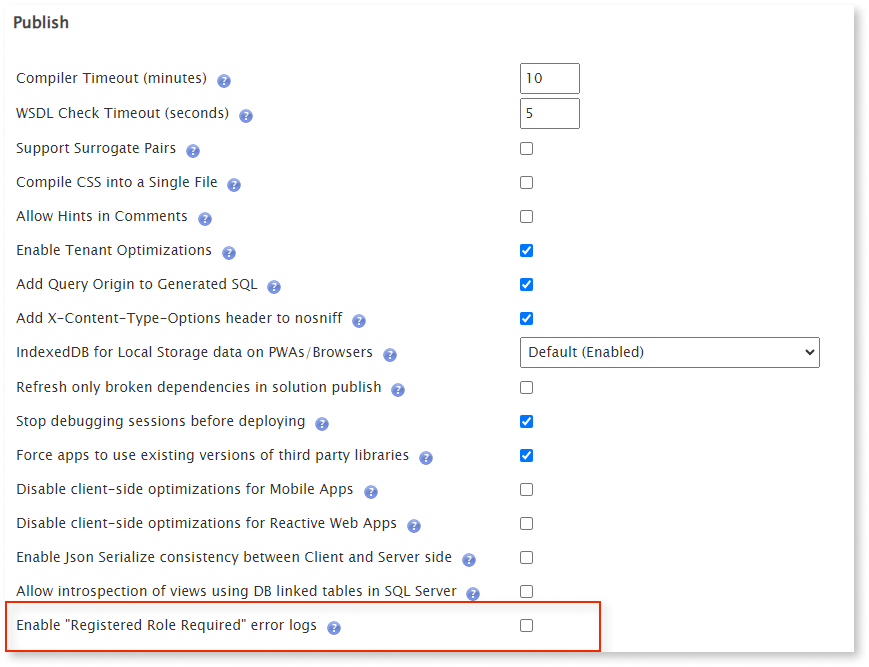 Publish
Compiler Timeout (minutes) ? 10
WSDL Check Timeout (seconds) ? 5
Support Surrogate Pairs ?
Compile CSS into a Single File ?
Allow Hints in Comments ?
Enable Tenant Optimizations ?
Add Query Origin to Generated SQL ?
Add X-Content-Type-Options header to nosniff ?
IndexedDB for Local Storage data on PWAs/Browsers ? Default (Enabled)
Refresh only broken dependencies in solution publish ?
Stop debugging sessions before deploying ?
Force apps to use existing versions of third party libraries ?
Disable client-side optimizations for Mobile Apps ?
Disable client-side optimizations for Reactive Web Apps ?
Enable Json Serialize consistency between Client and Server side ?
Allow introspection of views using DB linked tables in SQL Server ?
Enable "Registered Role Required" error logs ?